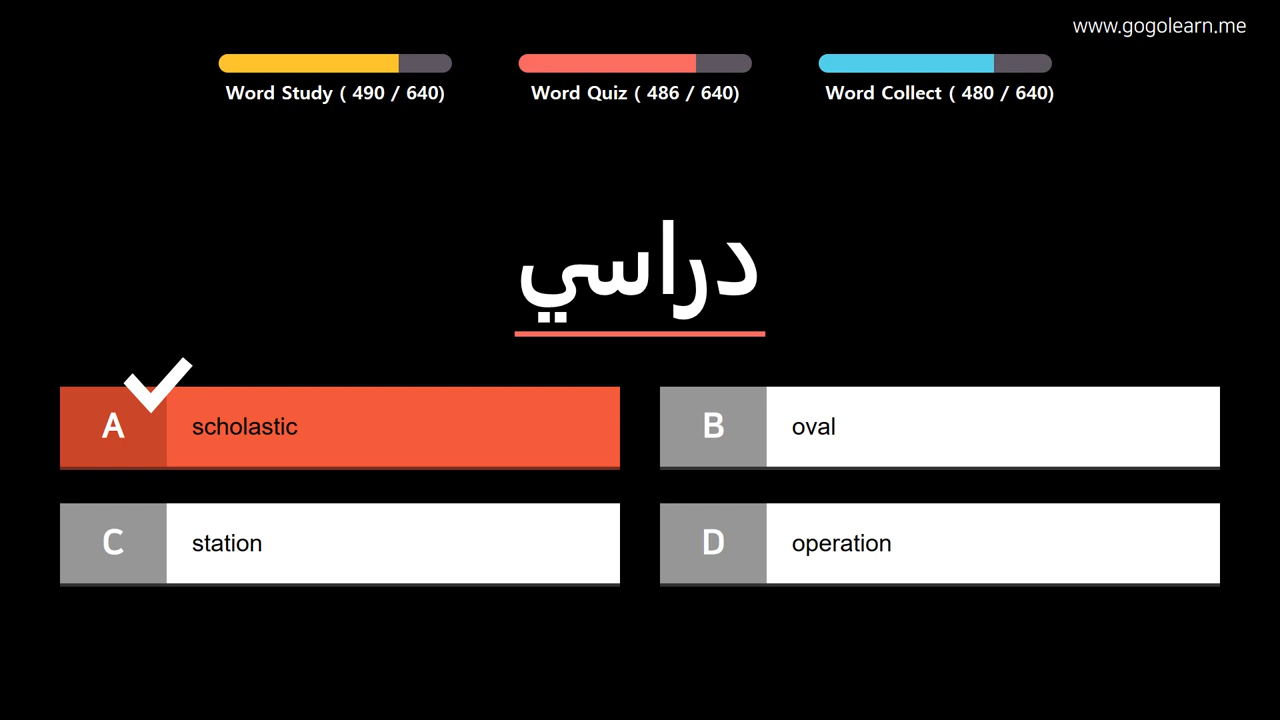 www.gogolearn.me
Word Study ( 490 / 640)
Word Quiz ( 486 / 640)
Word Collect ( 480 / 640)
دراسي
A scholastic
B oval
C station
D operation